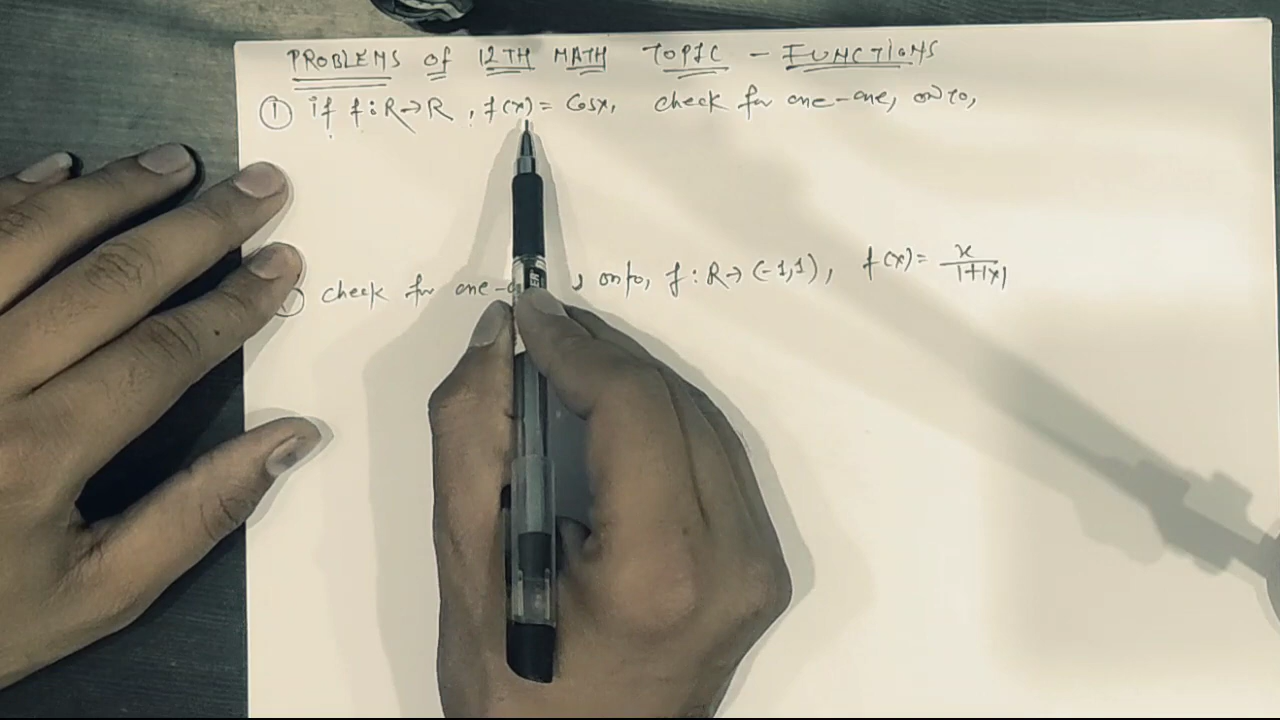 PROBLEMS of 12TH MATH TOPIC - FUNCTIONS
① if f:R→R, f(x)= Cosx, check for one-one, onto,
check for one- , onto, f:R→(-1,1), f(x)= x/1+|x|